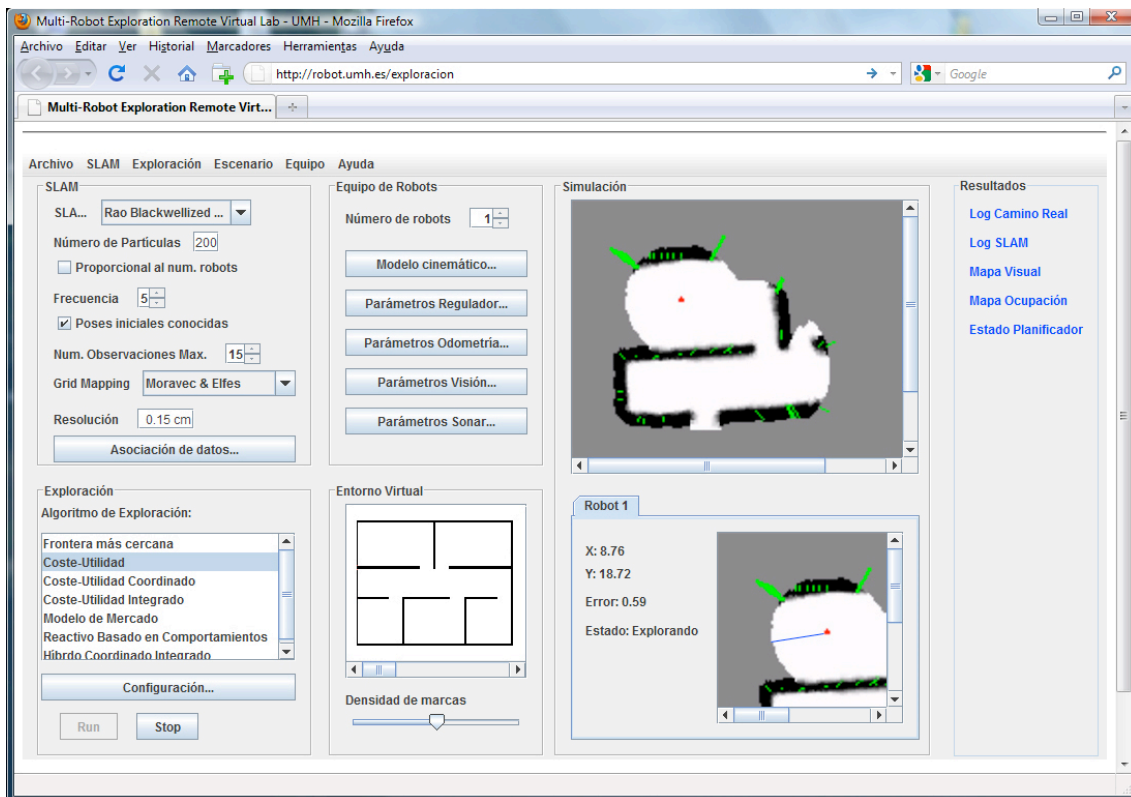 Multi-Robot Exploration Remote Virtual Lab - UMH - Mozilla Firefox
Archivo Editar Ver Historial Marcadores Herramientas Ayuda
http://robot.umh.es/exploracion
Google
Multi-Robot Exploration Remote Virt...
Archivo SLAM Exploración Escenario Equipo Ayuda
SLAM
SLA... Rao Blackwellized ...
Número de Partículas 200
Proporcional al num. robots
Frecuencia 5
Poses iniciales conocidas
Num. Observaciones Max. 15
Grid Mapping Moravec & Elfes
Resolución 0.15 cm
Asociación de datos...
Equipo de Robots
Número de robots 1
Modelo cinemático...
Parámetros Regulador...
Parámetros Odometría...
Parámetros Visión...
Parámetros Sonar...
Simulación
Resultados
Log Camino Real
Log SLAM
Mapa Visual
Mapa Ocupación
Estado Planificador
Exploración
Algoritmo de Exploración:
Frontera más cercana
Coste-Utilidad
Coste-Utilidad Coordinado
Coste-Utilidad Integrado
Modelo de Mercado
Reactivo Basado en Comportamientos
Híbrdo Coordinado Integrado
Configuración...
Run Stop
Entorno Virtual
Densidad de marcas
Robot 1
X: 8.76
Y: 18.72
Error: 0.59
Estado: Explorando